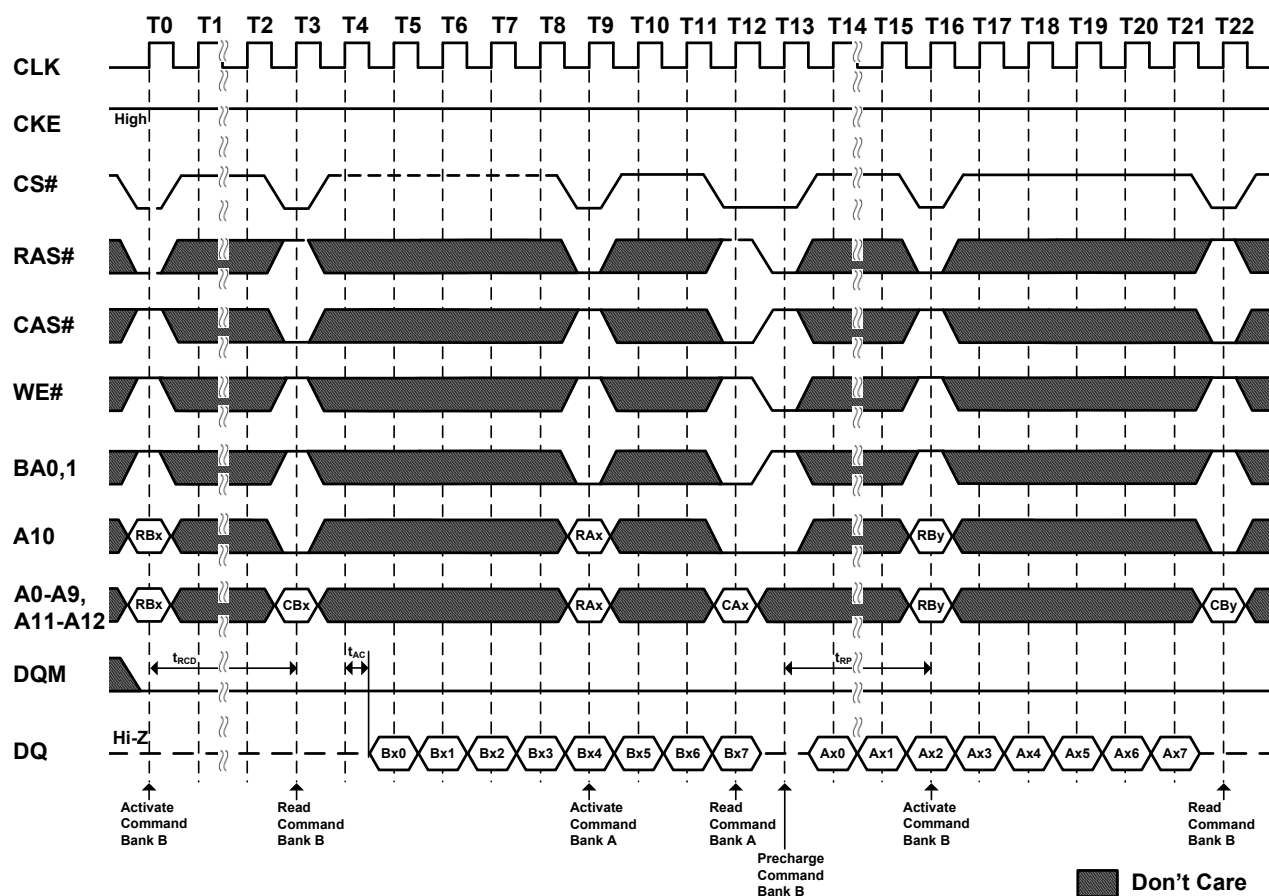 T0 T1 T2 T3 T4 T5 T6 T7 T8 T9 T10 T11 T12 T13 T14 T15 T16 T17 T18 T19 T20 T21 T22
CLK
CKE
High
CS#
RAS#
CAS#
WE#
BA0,1
A10
RBx RAx RBy
A0-A9,
A11-A12
RBx CBx RAx CAx RBy CBy
tRCD tAC tRP
DQM
Hi-Z
DQ
Bx0 Bx1 Bx2 Bx3 Bx4 Bx5 Bx6 Bx7 Ax0 Ax1 Ax2 Ax3 Ax4 Ax5 Ax6 Ax7
Activate
Command
Bank B
Read
Command
Bank B
Activate
Command
Bank A
Read
Command
Bank A
Precharge
Command
Bank B
Activate
Command
Bank B
Read
Command
Bank B
Don't Care